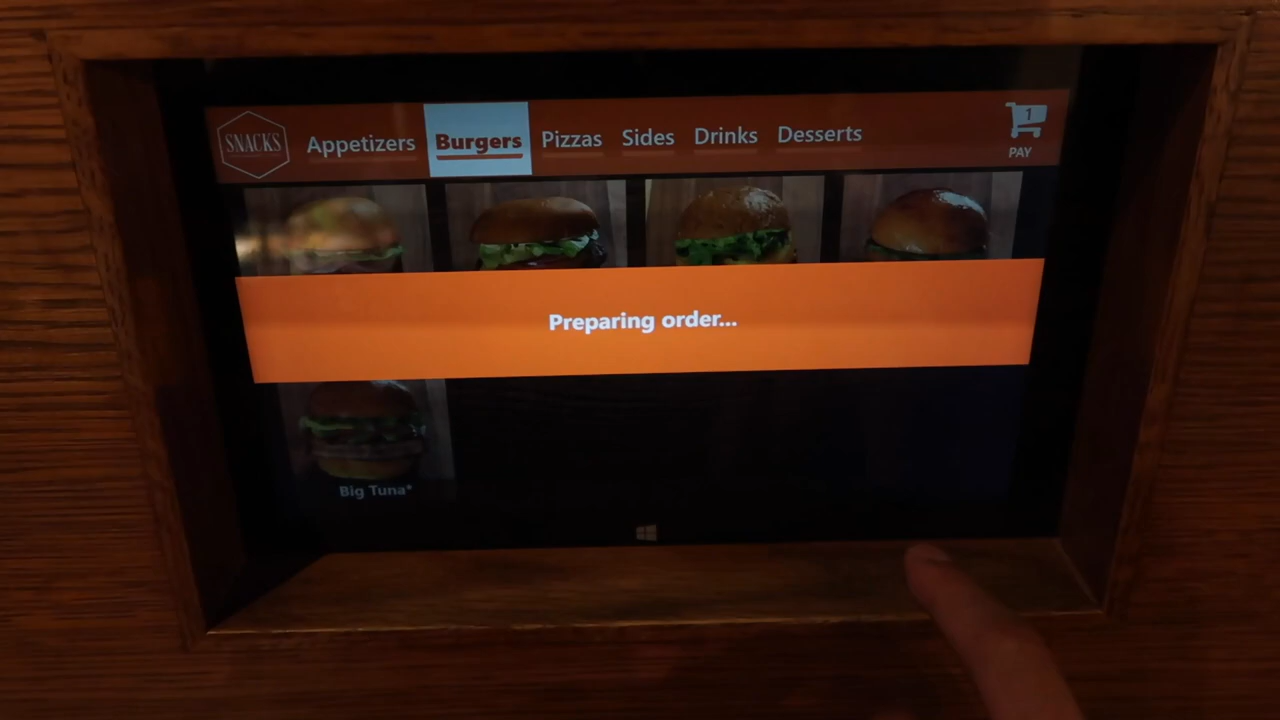 SNACKS
Appetizers
Burgers
Pizzas
Sides
Drinks
Desserts
1
PAY
Preparing order...
Big Tuna*